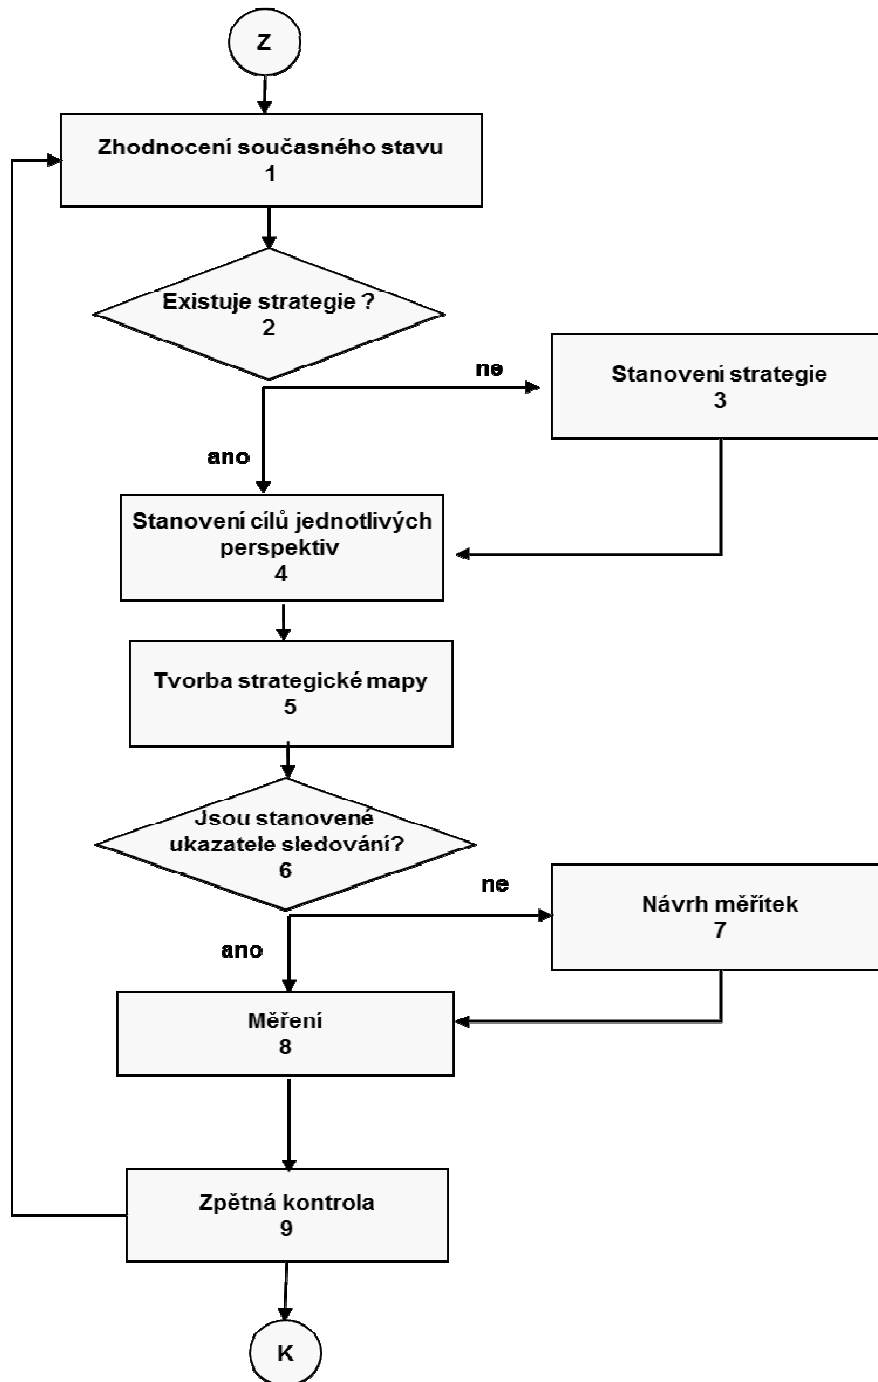 Z
Zhodnocení současného stavu
1
Existuje strategie ?
2
ne
Stanovení strategie
3
ano
Stanovení cílů jednotlivých
perspektiv
4
Tvorba strategické mapy
5
Jsou stanovené
ukazatele sledování?
6
ne
Návrh měřítek
7
ano
Měření
8
Zpětná kontrola
9
K